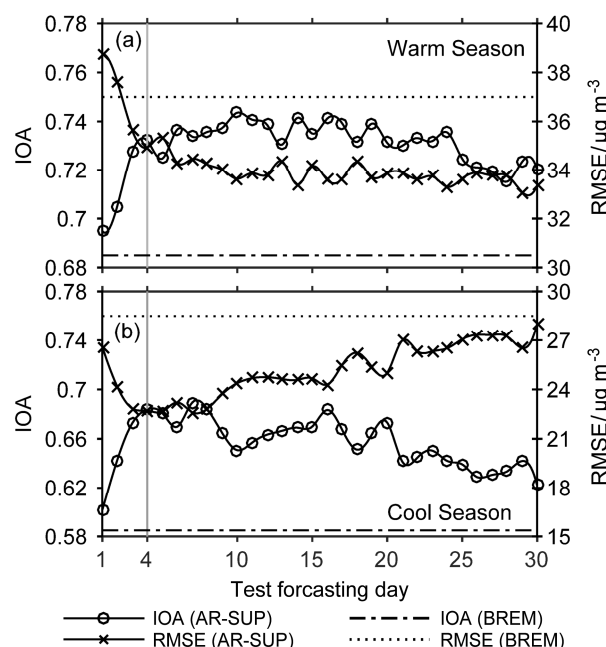 0.78 (a) Warm Season 40
0.76 38
0.74 36
0.72 34
0.7 32
0.68 30
IOA
RMSE/ μg m⁻³
0.78 (b) 30
0.74 27
0.7 24
0.66 21
0.62 18
0.58 Cool Season 15
IOA
RMSE/ μg m⁻³
1 4 10 15 20 25 30
Test forcasting day
IOA (AR-SUP) IOA (BREM)
RMSE (AR-SUP) RMSE (BREM)